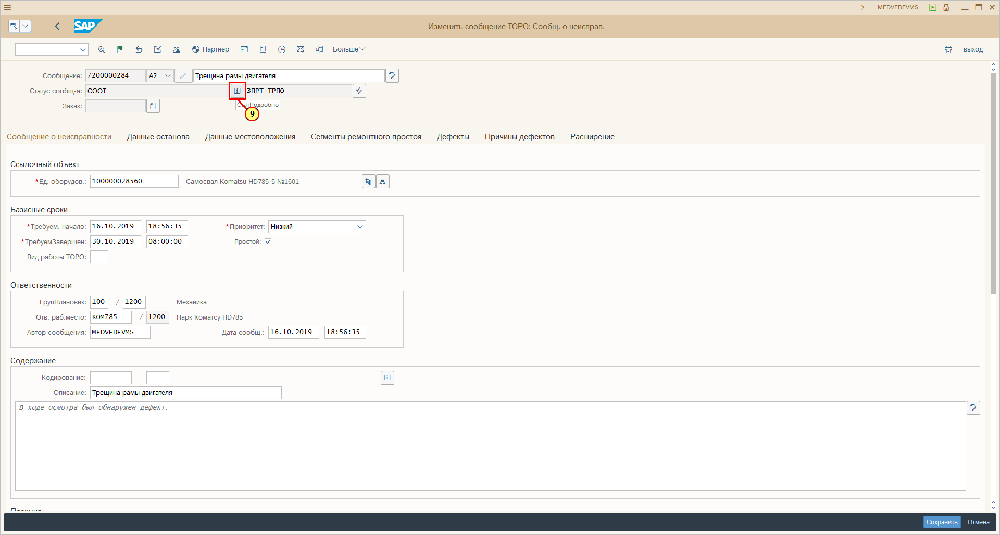 MEDVEDEVMS
SAP
Изменить сообщение ТОРО: Сообщ. о неисправ.
Партнер
Больше
выход
Сообщение: 7200000284 A2 Трещина рамы двигателя
Статус сообщ-я: СООТ ЗПРТ ТРПО
Заказ: СтатПодробно
9
Сообщение о неисправности Данные останова Данные местоположения Сегменты ремонтного простоя Дефекты Причины дефектов Расширение
Ссылочный объект
*Ед. оборудов.: 100000028560 Самосвал Komatsu HD785-5 №1601
Базисные сроки
*Требуем. начало: 16.10.2019 18:56:35 *Приоритет: Низкий
*ТребуемЗавершен: 30.10.2019 08:00:00 Простой:
Вид работы ТОРО:
Ответственности
ГрупПлановик: 100 / 1200 Механика
Отв. раб.место: KOM785 / 1200 Парк Коматсу HD785
Автор сообщения: MEDVEDEVMS Дата сообщ.: 16.10.2019 18:56:35
Содержание
Кодирование:
Описание: Трещина рамы двигателя
В ходе осмотра был обнаружен дефект.
Сохранить Отмена